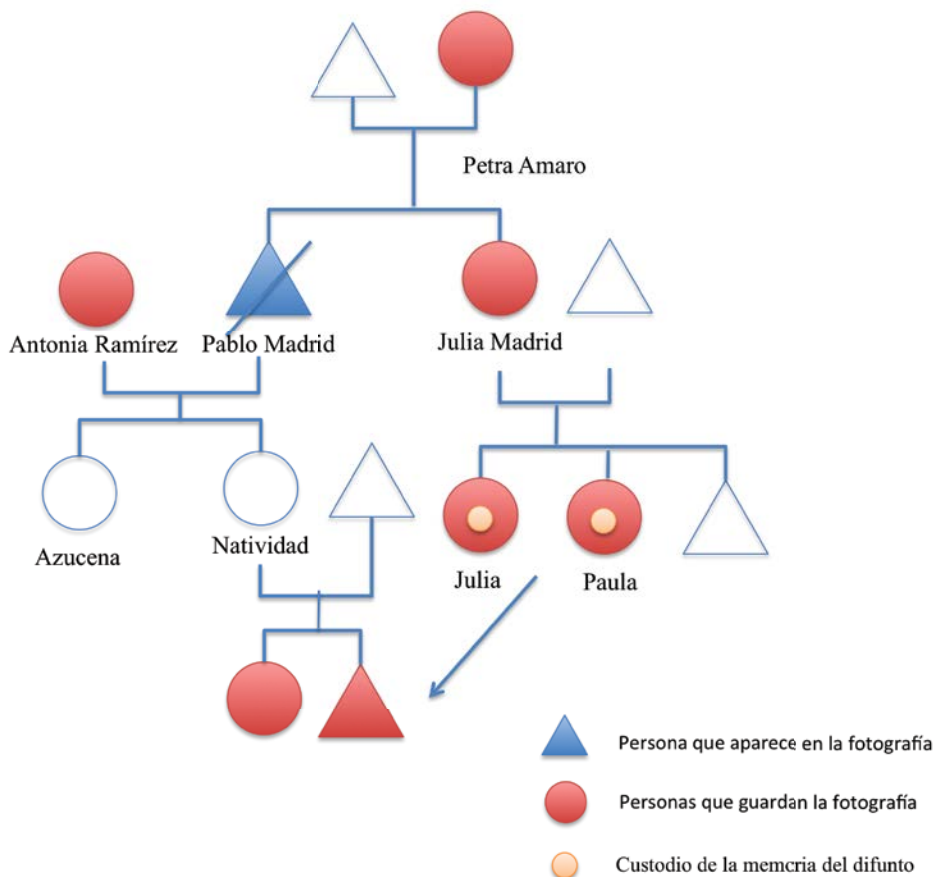 Petra Amaro
Antonia Ramírez
Pablo Madrid
Julia Madrid
Azucena
Natividad
Julia
Paula
Persona que aparece en la fotografía
Personas que guardan la fotografía
Custodio de la memcria del difunto